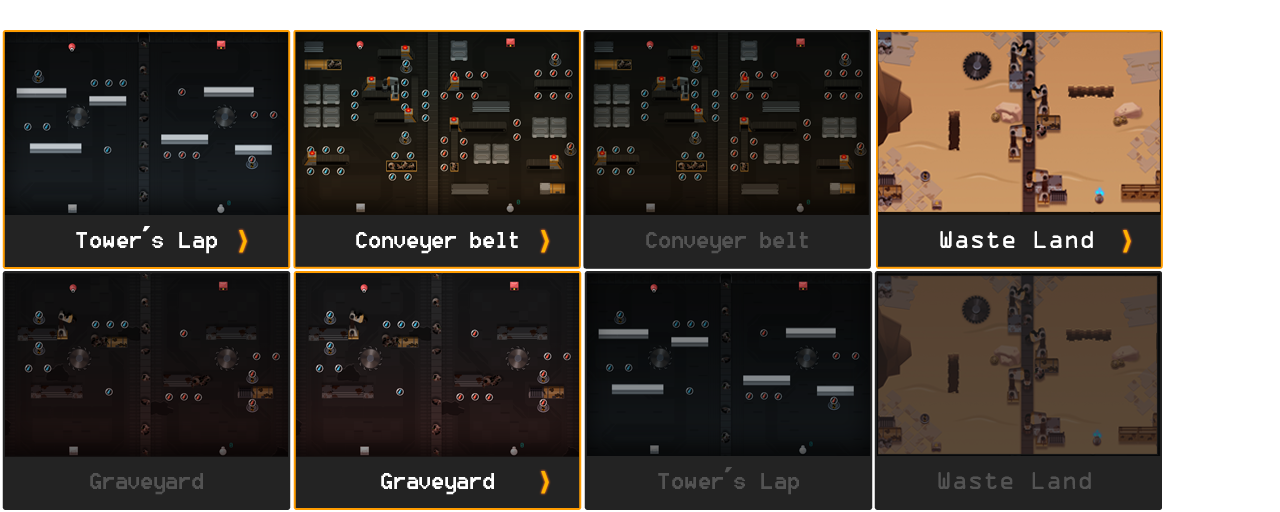 Tower´s Lap ❭
Conveyer belt ❭
Conveyer belt
Waste Land ❭
Graveyard
Graveyard ❭
Tower´s Lap
Waste Land